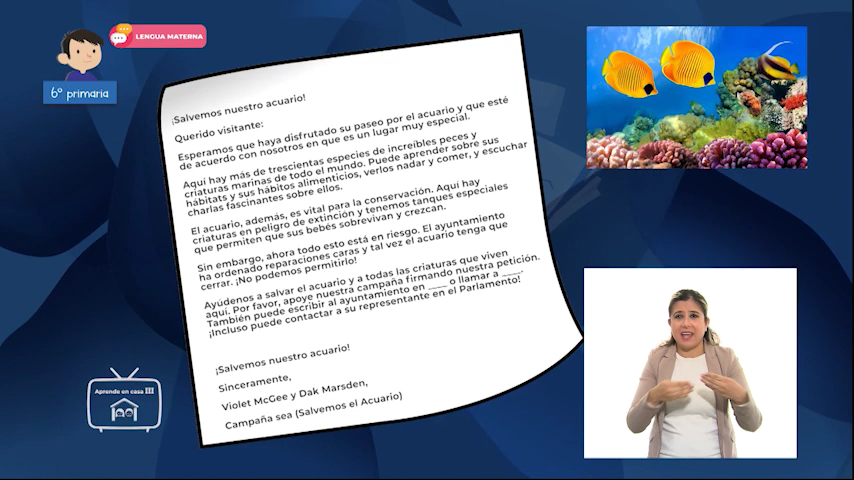 LENGUA MATERNA
6º primaria
¡Salvemos nuestro acuario!
Querido visitante:
Esperamos que haya disfrutado su paseo por el acuario y que esté
de acuerdo con nosotros en que es un lugar muy especial.
Aquí hay más de trescientas especies de increíbles peces y
criaturas marinas de todo el mundo. Puede aprender sobre sus
hábitats y sus hábitos alimenticios, verlos nadar y comer, y escuchar
charlas fascinantes sobre ellos.
El acuario, además, es vital para la conservación. Aquí hay
criaturas en peligro de extinción y tenemos tanques especiales
que permiten que sus bebés sobrevivan y crezcan.
Sin embargo, ahora todo esto está en riesgo. El ayuntamiento
ha ordenado reparaciones caras y tal vez el acuario tenga que
cerrar. ¡No podemos permitirlo!
Ayúdenos a salvar el acuario y a todas las criaturas que viven
aquí. Por favor, apoye nuestra campaña firmando nuestra petición.
También puede escribir al ayuntamiento en ____ o llamar a ____.
¡Incluso puede contactar a su representante en el Parlamento!
¡Salvemos nuestro acuario!
Sinceramente,
Violet McGee y Dak Marsden,
Campaña sea (Salvemos el Acuario)
Aprende en casa III